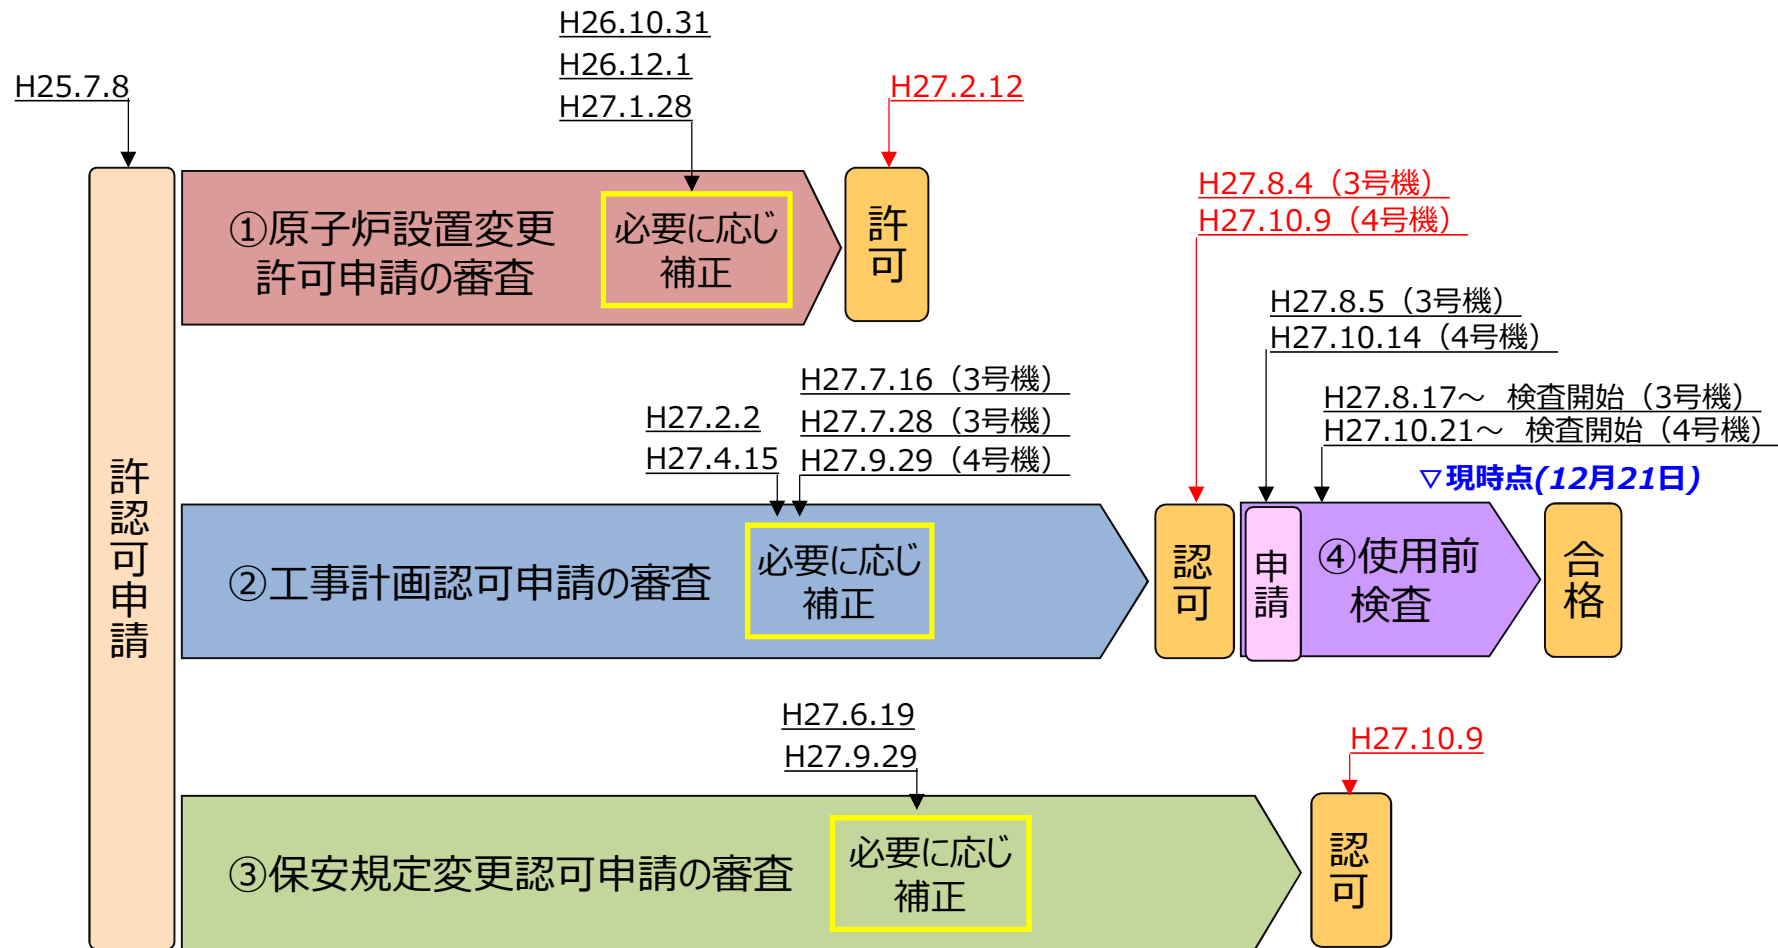 H25.7.8
H26.10.31
H26.12.1
H27.1.28
H27.2.12
許認可申請
①原子炉設置変更
許可申請の審査
必要に応じ
補正
許可
H27.8.4（3号機）
H27.10.9（4号機）
H27.8.5（3号機）
H27.10.14（4号機）
H27.8.17～ 検査開始（3号機）
H27.10.21～ 検査開始（4号機）
▽現時点(12月21日)
H27.2.2
H27.4.15
H27.7.16（3号機）
H27.7.28（3号機）
H27.9.29（4号機）
②工事計画認可申請の審査
必要に応じ
補正
認可
申請
④使用前
検査
合格
H27.6.19
H27.9.29
H27.10.9
③保安規定変更認可申請の審査
必要に応じ
補正
認可